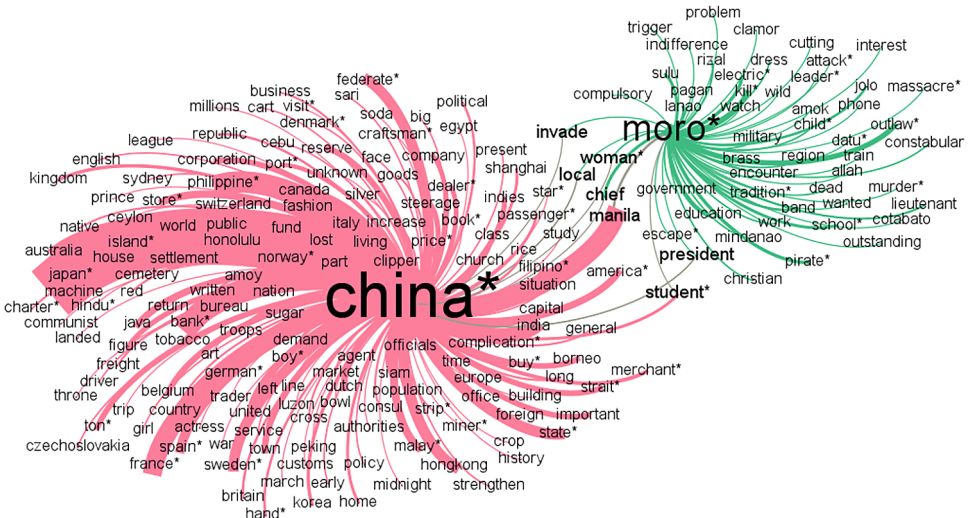 problem
trigger
clamor
indifference
cutting
interest
rizal
dress
attack*
sulu
electric*
leader*
federate*
pagan
kill*
wild
jolo
massacre*
business
sari
compulsory
lanao
watch
amok
phone
millions
cart
visit*
soda
big
political
child*
outlaw*
denmark*
craftsman*
egypt
invade
moro*
military
datu*
constabular
league
republic
cebu
reserve
face
company
present
woman*
brass
region
train
english
corporation
port*
unknown
goods
shanghai
local
encounter
allah
kingdom
sydney
philippine*
canada
silver
dealer*
indies
star*
chief
government
tradition*
dead
murder*
prince
store*
switzerland
fashion
steerage
passenger*
manila
education
band
wanted
lieutenant
native
ceylon
world
public
fund
italy
increase
book*
class
study
escape*
mindanao
work
school*
cotabato
island*
honolulu
lost
living
price*
rice
president
outstanding
australia
house
settlement
norway*
part
clipper
church
filipino*
america*
pirate*
japan*
cemetery
amoy
situation
christian
machine
red
written
nation
china*
student*
charter*
hindu*
return
bureau
sugar
capital
communist
java
bank*
troops
india
general
landed
figure
tobacco
demand
officials
complication*
freight
art
boy*
agent
time
buy*
borneo
driver
german*
market
siam
europe
long
merchant*
throne
belgium
trader
left
line
dutch
population
office
building
strait*
trip
country
united
luzon
bowl
consul
strip*
foreign
important
ton*
girl
actress
service
cross
authorities
miner*
state*
czechoslovakia
spain*
war
town
peking
malay*
crop
france*
sweden*
customs
policy
hongkong
history
march
early
midnight
strengthen
britain
korea
home
hand*